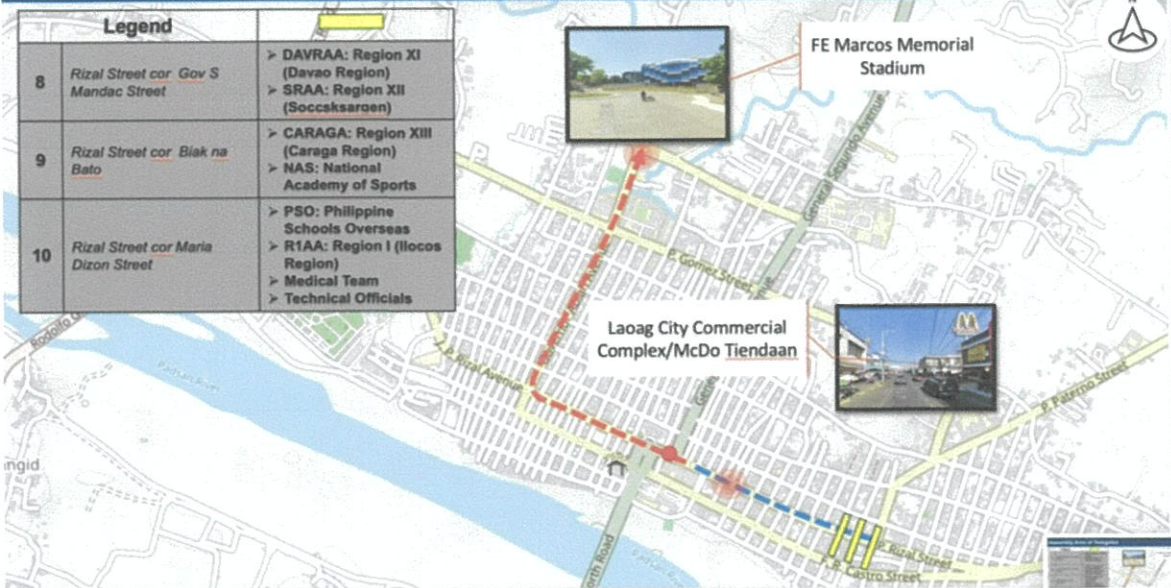 Legend
8
Rizal Street cor Gov S
Mandac Street
➢ DAVRAA: Region XI
(Davao Region)
➢ SRAA: Region XII
(Soccsksargen)
9
Rizal Street cor Biak na
Bato
➢ CARAGA: Region XIII
(Caraga Region)
➢ NAS: National
Academy of Sports
10
Rizal Street cor Maria
Dizon Street
➢ PSO: Philippine
Schools Overseas
➢ R1AA: Region I (Ilocos
Region)
➢ Medical Team
➢ Technical Officials
FE Marcos Memorial
Stadium
General Segundo Avenue
P. Gomez Street
Laoag City Commercial
Complex/McDo Tiendaan
Rodolfo
Padsan River
J.P. Rizal Avenue
P. Paterno Street
ngid
Rizal Street
Castro Street
orth Road